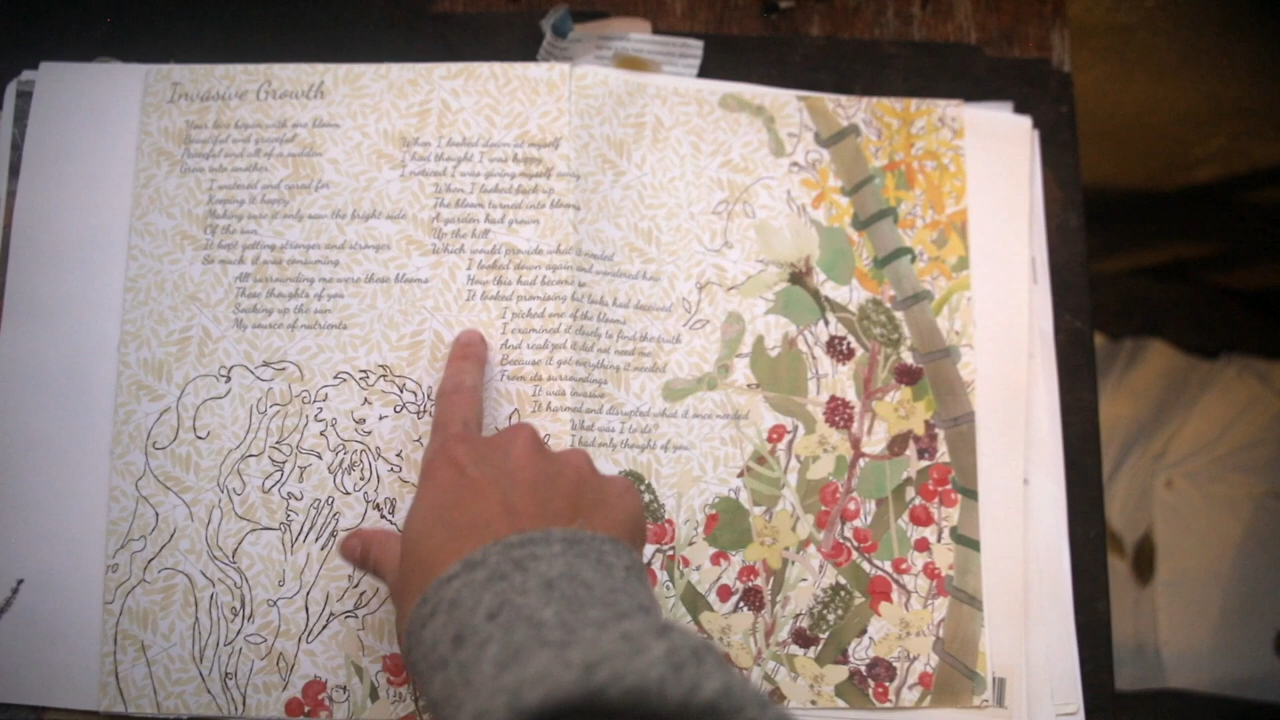 Invasive Growth
Your love began with one bloom
Beautiful and graceful
Peaceful and all of a sudden
Grew into another
I watered and cared for
Keeping it happy
Making sure it only saw the bright side
Of the sun
It kept getting stronger and stronger
So much it was consuming
All surrounding me were these blooms
These thoughts of you
Soaking up the sun
My source of nutrients
When I looked down at myself
I had thought I was happy
I noticed I was giving myself away
When I looked back up
The bloom turned into blooms
A garden had grown
Up the hill
Which would provide what it needed
I looked down again and wondered how
How this had become so
It looked promising but looks had deceived
I picked one of the blooms
I examined it closely to find the truth
And realized it did not need me
Because it got everything it needed
From its surroundings
It was invasive
It harmed and disrupted what it once needed
What was I to do?
I had only thought of you